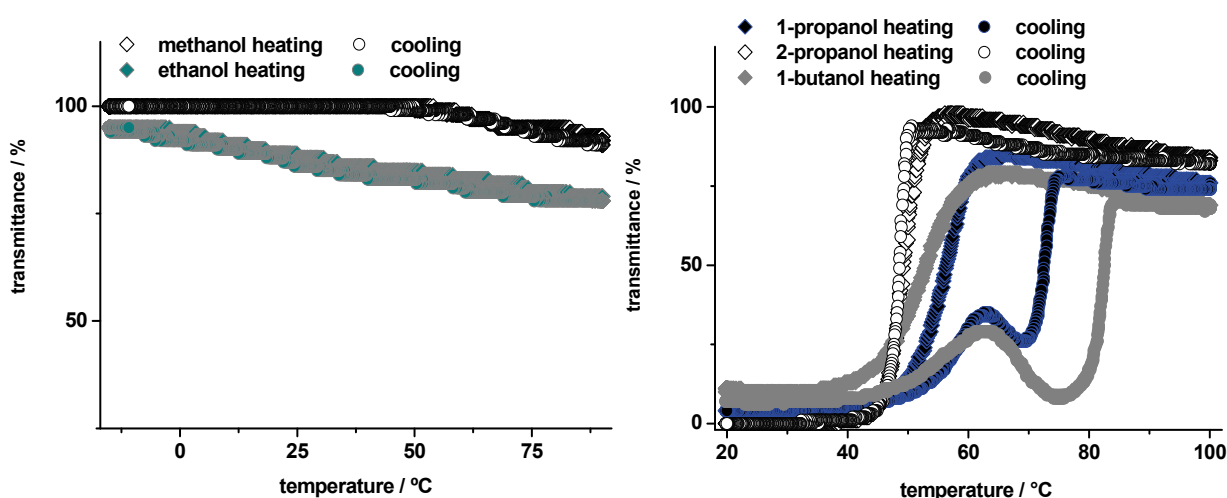 methanol heating cooling
ethanol heating cooling
100
50
transmittance / %
0 25 50 75
temperature / ºC
1-propanol heating cooling
2-propanol heating cooling
1-butanol heating cooling
100
50
0
transmittance / %
20 40 60 80 100
temperature / °C